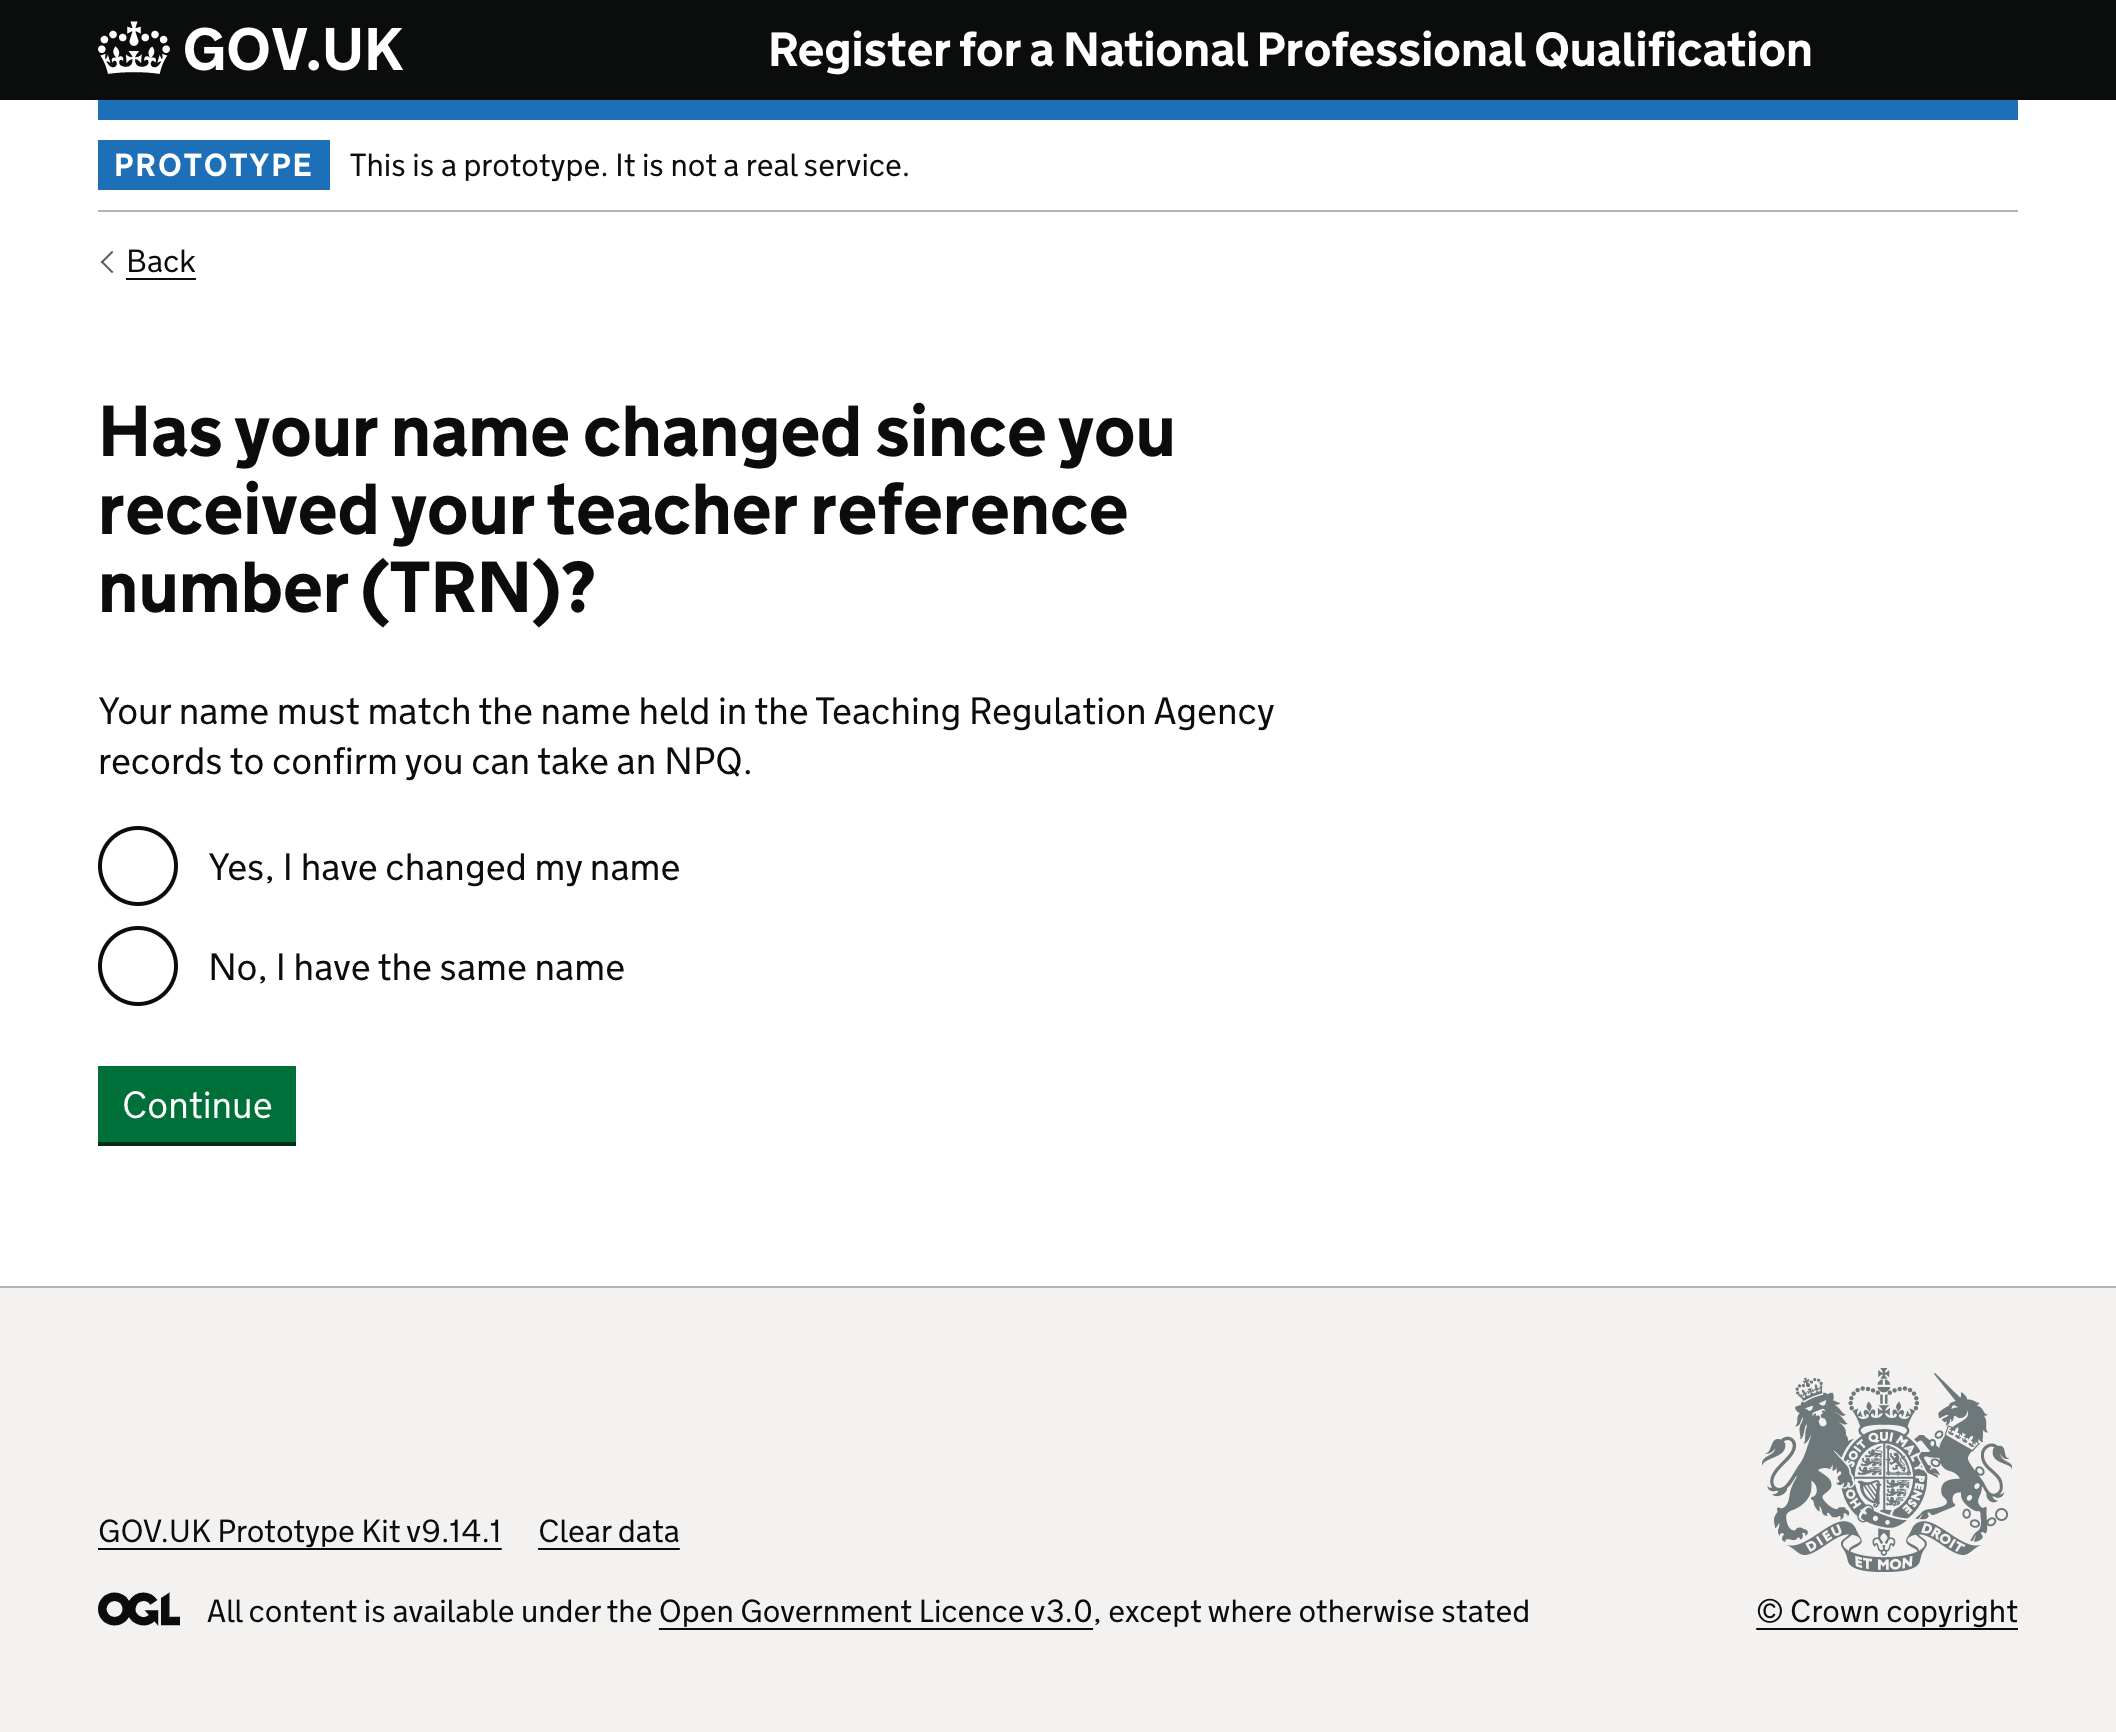 GOV.UK
Register for a National Professional Qualification
PROTOTYPE This is a prototype. It is not a real service.
Back
Has your name changed since you
received your teacher reference
number (TRN)?
Your name must match the name held in the Teaching Regulation Agency
records to confirm you can take an NPQ.
Yes, I have changed my name
No, I have the same name
Continue
GOV.UK Prototype Kit v9.14.1 Clear data
OGL All content is available under the Open Government Licence v3.0, except where otherwise stated
SOIT QUI MAL Y PENSE
DIEU ET MON DROIT
© Crown copyright